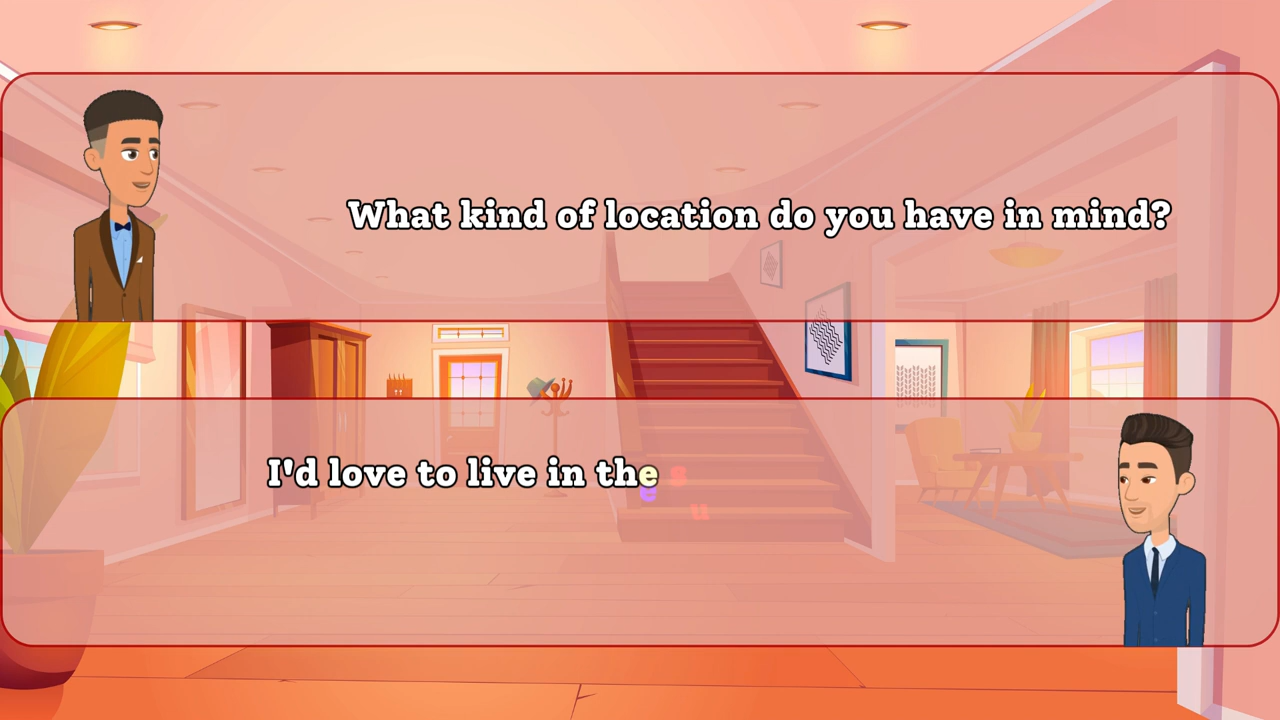 What kind of location do you have in mind?
I'd love to live in the